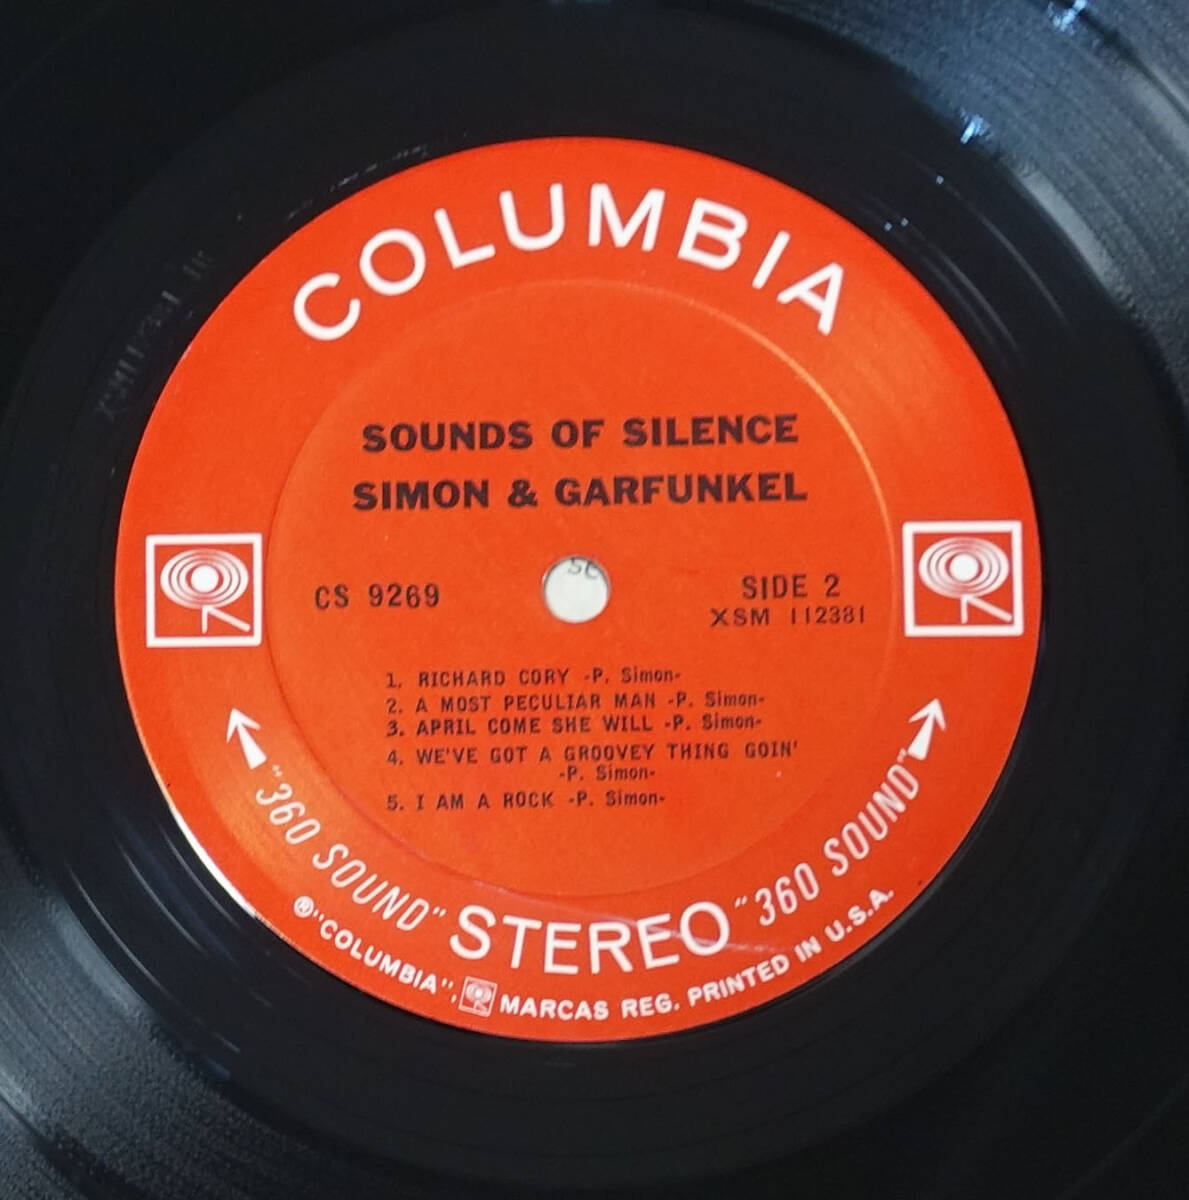 COLUMBIA
SOUNDS OF SILENCE
SIMON & GARFUNKEL
CS 9269
SIDE 2
XSM 112381
1. RICHARD CORY -P. Simon-
2. A MOST PECULIAR MAN -P. Simon-
3. APRIL COME SHE WILL -P. Simon-
4. WE'VE GOT A GROOVEY THING GOIN'
-P. Simon-
5. I AM A ROCK -P. Simon-
"360 SOUND" STEREO "360 SOUND"
®"COLUMBIA", MARCAS REG. PRINTED IN U.S.A.